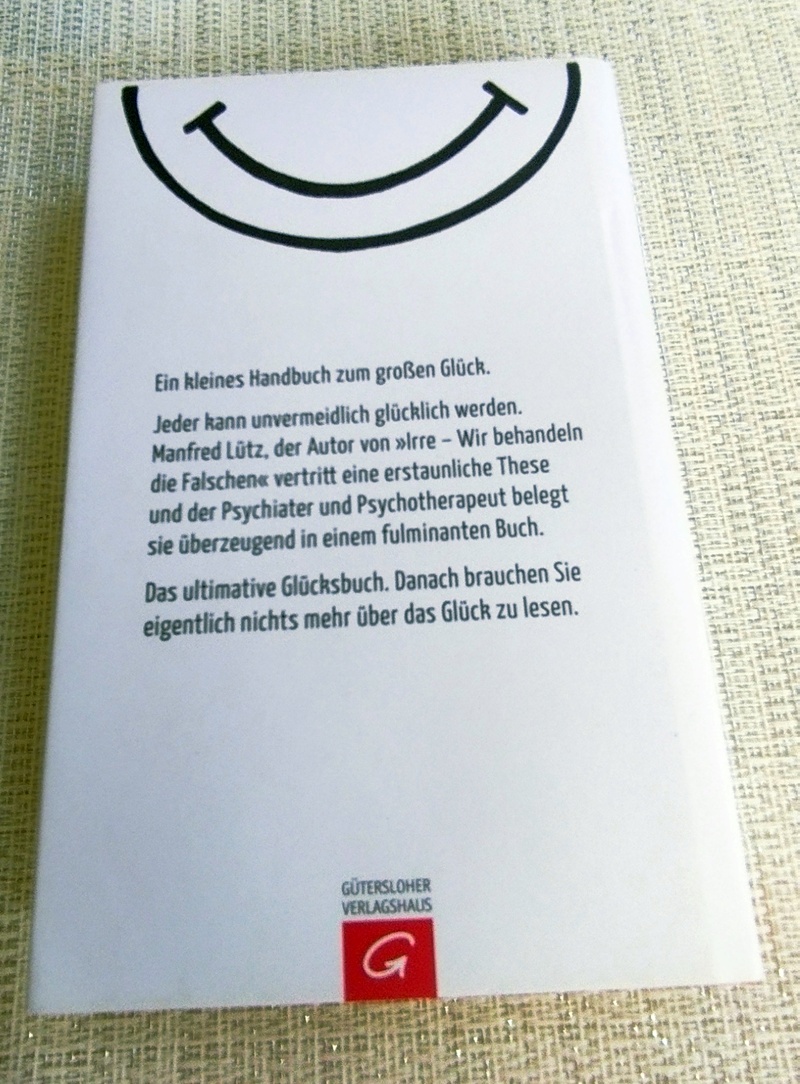 Ein kleines Handbuch zum großen Glück.
Jeder kann unvermeidlich glücklich werden.
Manfred Lütz, der Autor von »Irre – Wir behandeln
die Falschen« vertritt eine erstaunliche These
und der Psychiater und Psychotherapeut belegt
sie überzeugend in einem fulminanten Buch.
Das ultimative Glücksbuch. Danach brauchen Sie
eigentlich nichts mehr über das Glück zu lesen.
GÜTERSLOHER
VERLAGSHAUS
G